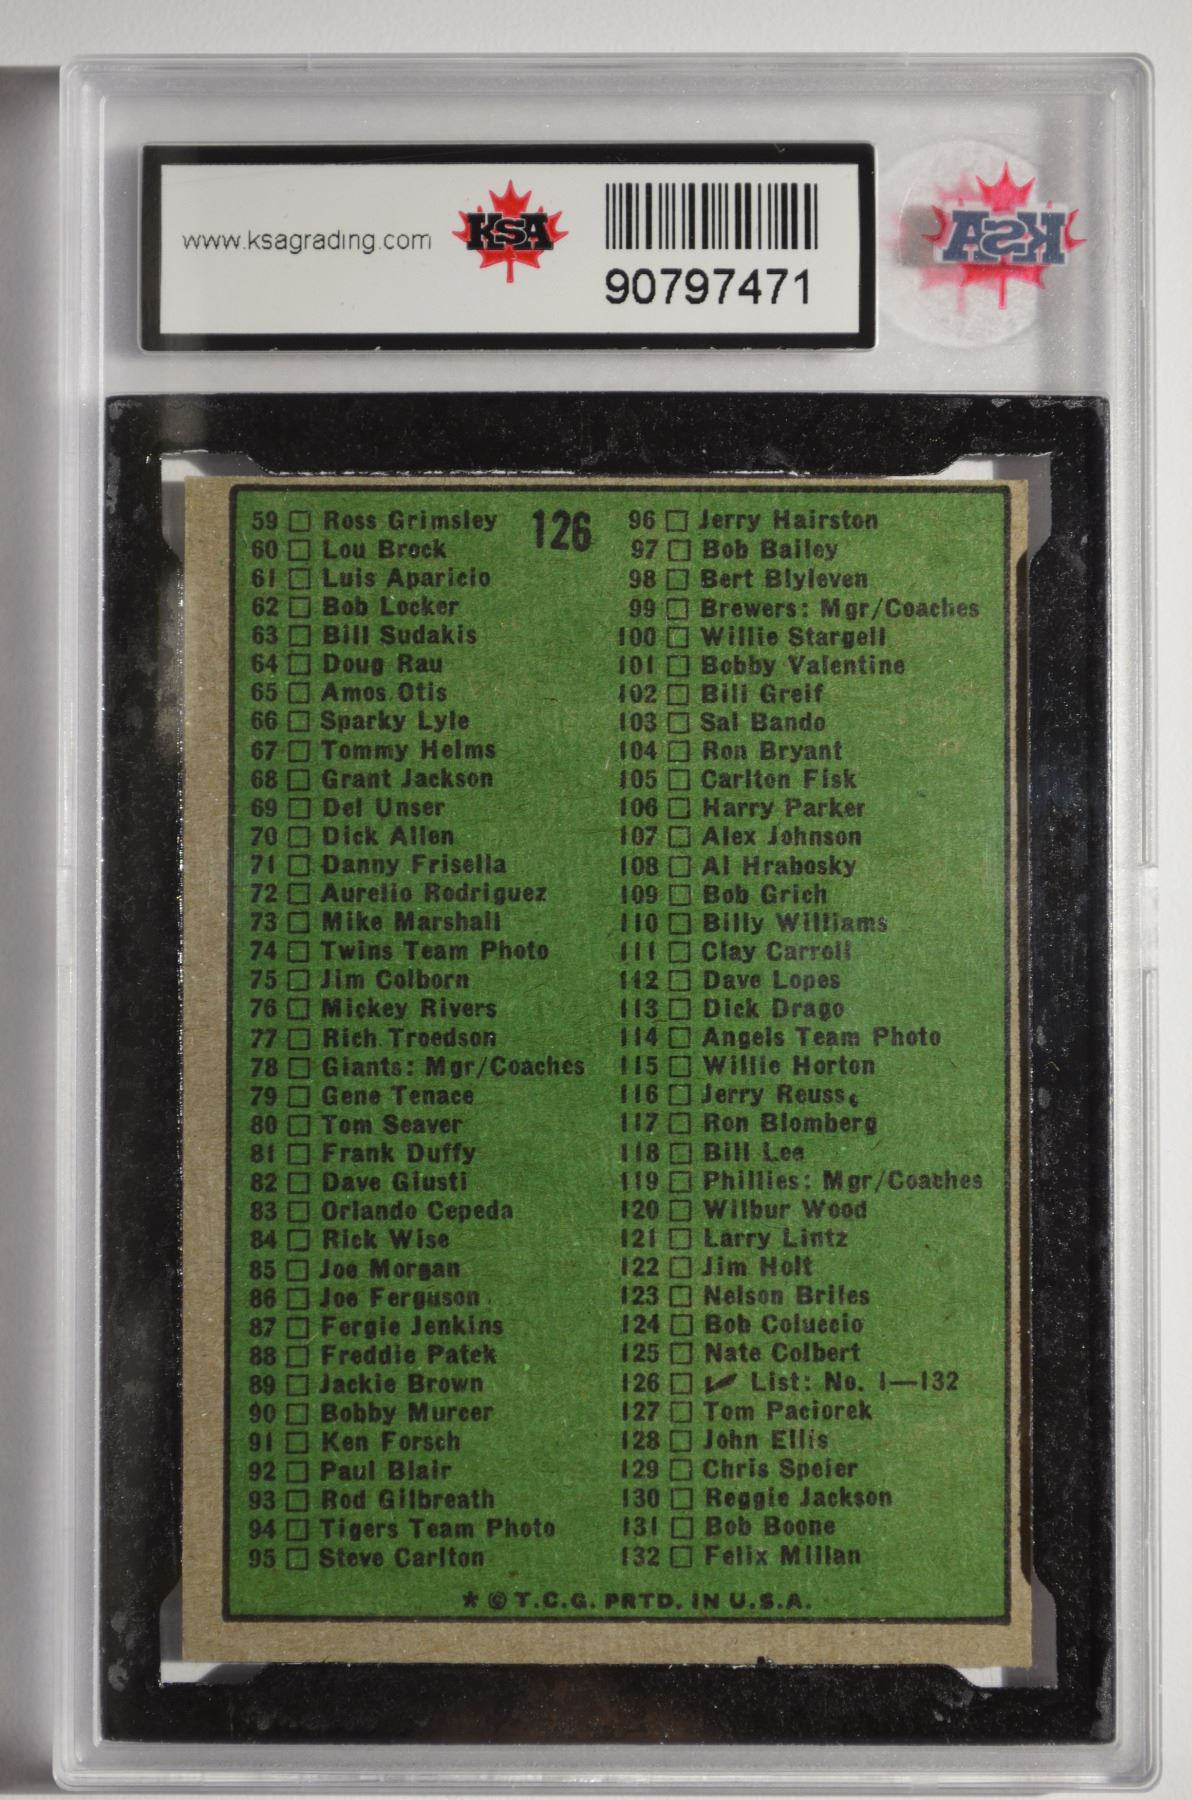 www.ksagrading.com
KSA
90797471
KSA
126
59 Ross Grimsley
60 Lou Brock
61 Luis Aparicio
62 Bob Locker
63 Bill Sudakis
64 Doug Rau
65 Amos Otis
66 Sparky Lyle
67 Tommy Helms
68 Grant Jackson
69 Del Unser
70 Dick Allen
71 Danny Frisella
72 Aurelio Rodriguez
73 Mike Marshall
74 Twins Team Photo
75 Jim Colborn
76 Mickey Rivers
77 Rich Troedson
78 Giants: Mgr/Coaches
79 Gene Tenace
80 Tom Seaver
81 Frank Duffy
82 Dave Giusti
83 Orlando Cepeda
84 Rick Wise
85 Joe Morgan
86 Joe Ferguson
87 Fergie Jenkins
88 Freddie Patek
89 Jackie Brown
90 Bobby Murcer
91 Ken Forsch
92 Paul Blair
93 Rod Gilbreath
94 Tigers Team Photo
95 Steve Carlton
96 Jerry Hairston
97 Bob Bailey
98 Bert Blyleven
99 Brewers: Mgr/Coaches
100 Willie Stargell
101 Bobby Valentine
102 Bill Greif
103 Sal Bando
104 Ron Bryant
105 Carlton Fisk
106 Harry Parker
107 Alex Johnson
108 Al Hrabosky
109 Bob Grich
110 Billy Williams
111 Clay Carroll
112 Dave Lopes
113 Dick Drago
114 Angels Team Photo
115 Willie Horton
116 Jerry Reuss
117 Ron Blomberg
118 Bill Lee
119 Phillies: Mgr/Coaches
120 Wilbur Wood
121 Larry Lintz
122 Jim Holt
123 Nelson Briles
124 Bob Coluccio
125 Nate Colbert
126 ✓ List: No. 1—132
127 Tom Paciorek
128 John Ellis
129 Chris Speier
130 Reggie Jackson
131 Bob Boone
132 Felix Millan
* © T.C.G. PRTD. IN U.S.A.